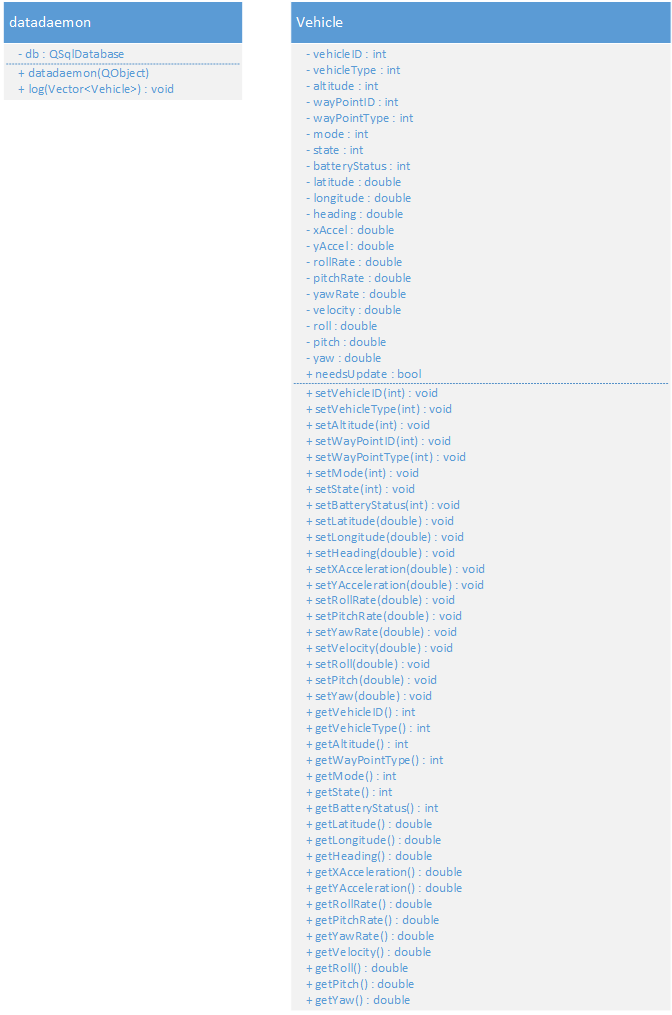 datadaemon
- db : QSqlDatabase
+ datadaemon(QObject)
+ log(Vector<Vehicle>) : void
Vehicle
- vehicleID : int
- vehicleType : int
- altitude : int
- wayPointID : int
- wayPointType : int
- mode : int
- state : int
- batteryStatus : int
- latitude : double
- longitude : double
- heading : double
- xAccel : double
- yAccel : double
- rollRate : double
- pitchRate : double
- yawRate : double
- velocity : double
- roll : double
- pitch : double
- yaw : double
+ needsUpdate : bool
+ setVehicleID(int) : void
+ setVehicleType(int) : void
+ setAltitude(int) : void
+ setWayPointID(int) : void
+ setWayPointType(int) : void
+ setMode(int) : void
+ setState(int) : void
+ setBatteryStatus(int) : void
+ setLatitude(double) : void
+ setLongitude(double) : void
+ setHeading(double) : void
+ setXAcceleration(double) : void
+ setYAcceleration(double) : void
+ setRollRate(double) : void
+ setPitchRate(double) : void
+ setYawRate(double) : void
+ setVelocity(double) : void
+ setRoll(double) : void
+ setPitch(double) : void
+ setYaw(double) : void
+ getVehicleID() : int
+ getVehicleType() : int
+ getAltitude() : int
+ getWayPointType() : int
+ getMode() : int
+ getState() : int
+ getBatteryStatus() : int
+ getLatitude() : double
+ getLongitude() : double
+ getHeading() : double
+ getXAcceleration() : double
+ getYAcceleration() : double
+ getRollRate() : double
+ getPitchRate() : double
+ getYawRate() : double
+ getVelocity() : double
+ getRoll() : double
+ getPitch() : double
+ getYaw() : double